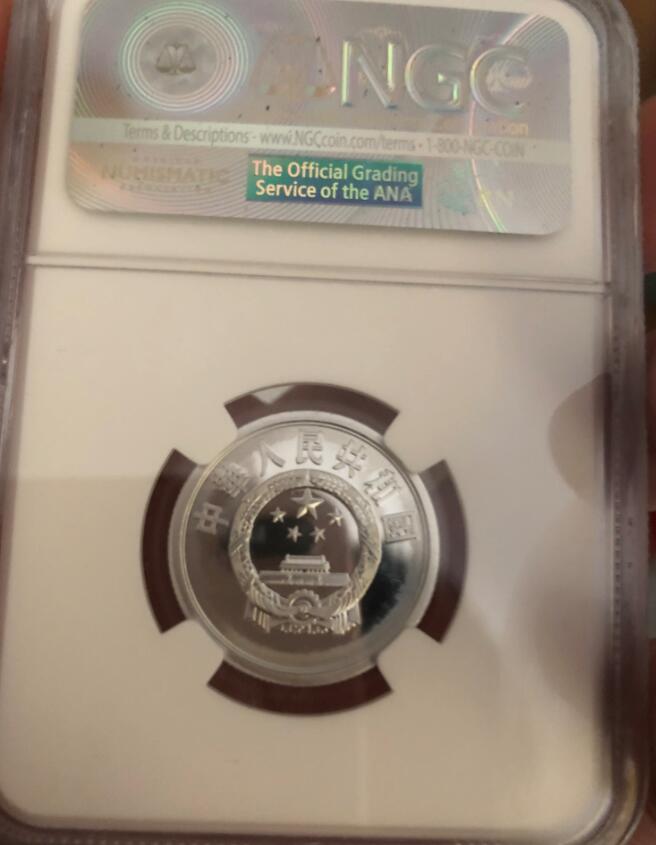 NGC
Terms & Descriptions - www.NGCcoin.com/terms • 1-800-NGC-COIN
NUMISMATIC
The Official Grading
Service of the ANA
中华人民共和国